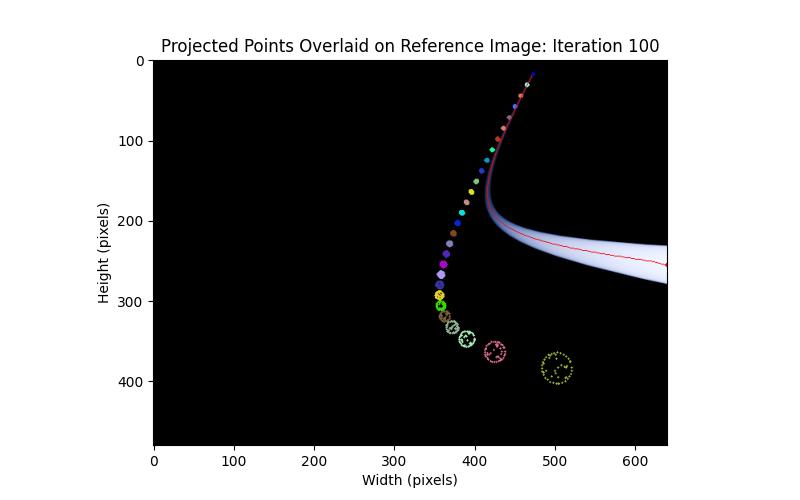 Projected Points Overlaid on Reference Image: Iteration 100
0
100
200
300
400
Height (pixels)
0 100 200 300 400 500 600
Width (pixels)